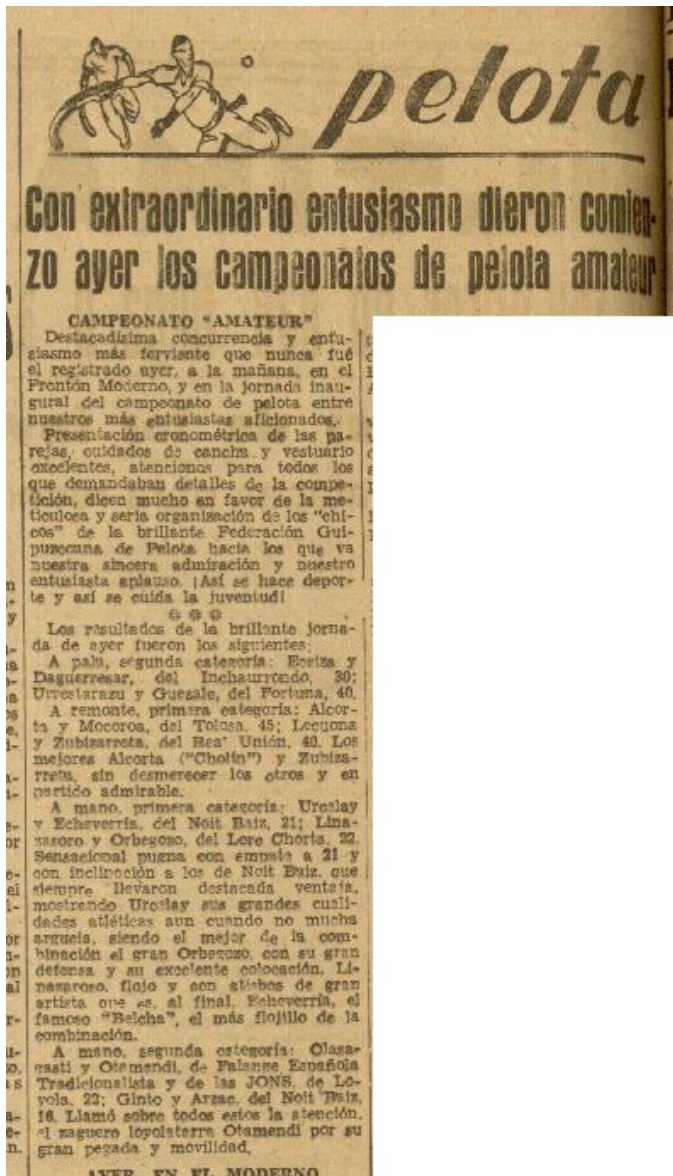 pelota
Con extraordinario entusiasmo dieron comien-
zo ayer los campeonatos de pelota amateur
CAMPEONATO "AMATEUR"
Destacadísima concurrencia y entu-
siasmo más ferviente que nunca fué
el registrado ayer, a la mañana, en el
Frontón Moderno, y en la jornada inau-
gural del campeonato de pelota entre
nuestros más entusiastas aficionados.
Presentación cronométrica de las pa-
rejas, cuidados de cancha y vestuario
excelentes, atenciones para todos los
que demandaban detalles de la compe-
tición, dicen mucho en favor de la me-
ticulosa y seria organización de los "chi-
cos" de la brillante Federación Gui-
puzcoana de Pelota hacia los que va
nuestra sincera admiración y nuestro
entusiasta aplauso. ¡Así se hace depor-
te y así se cuida la juventud!
* * *
Los resultados de la brillante jorna-
da de ayer fueron los siguientes:
A pala, segunda categoría: y
Daguerresar, del Inchaurrondo, 30;
Urrestarazu y Guezale, del Fortuna, 40.
A remonte, primera categoría: Alcor-
ta y Mocoroa, del Tolosa, 45; Lecuona
y Zubizarreta, del Real Unión, 40. Los
mejores Alcorta ("Cholín") y Zubiza-
rreta, sin desmerecer los otros y en
partido admirable.
A mano, primera categoría: Urcelay
y Echeverría, del Noit Baiz, 21; Lina-
zasoro y Orbegozo, del Lore Chorta, 22.
Sensacional pugna con empate a 21 y
con inclinación a los de Noit Baiz, que
siempre llevaron destacada ventaja,
mostrando Urcelay sus grandes cuali-
dades atléticas aun cuando no mucha
argucia, siendo el mejor de la com-
binación el gran Orbegozo, con su gran
defensa y su excelente colocación. Li-
nazaroso, flojo y con atisbos de gran
artista que es, al final. Echeverría, el
famoso "Belcha", el más flojillo de la
combinación.
A mano, segunda categoría: Olasa-
gasti y Otamendi, de Falange Española
Tradicionalista y de las JONS, de Lo-
yola, 22; Ginto y Arzac, del Noit Baiz,
16. Llamó sobre todos estos la atención,
el zaguero loyolatarra Otamendi por su
gran pegada y movilidad.
AYER, EN EL MODERNO